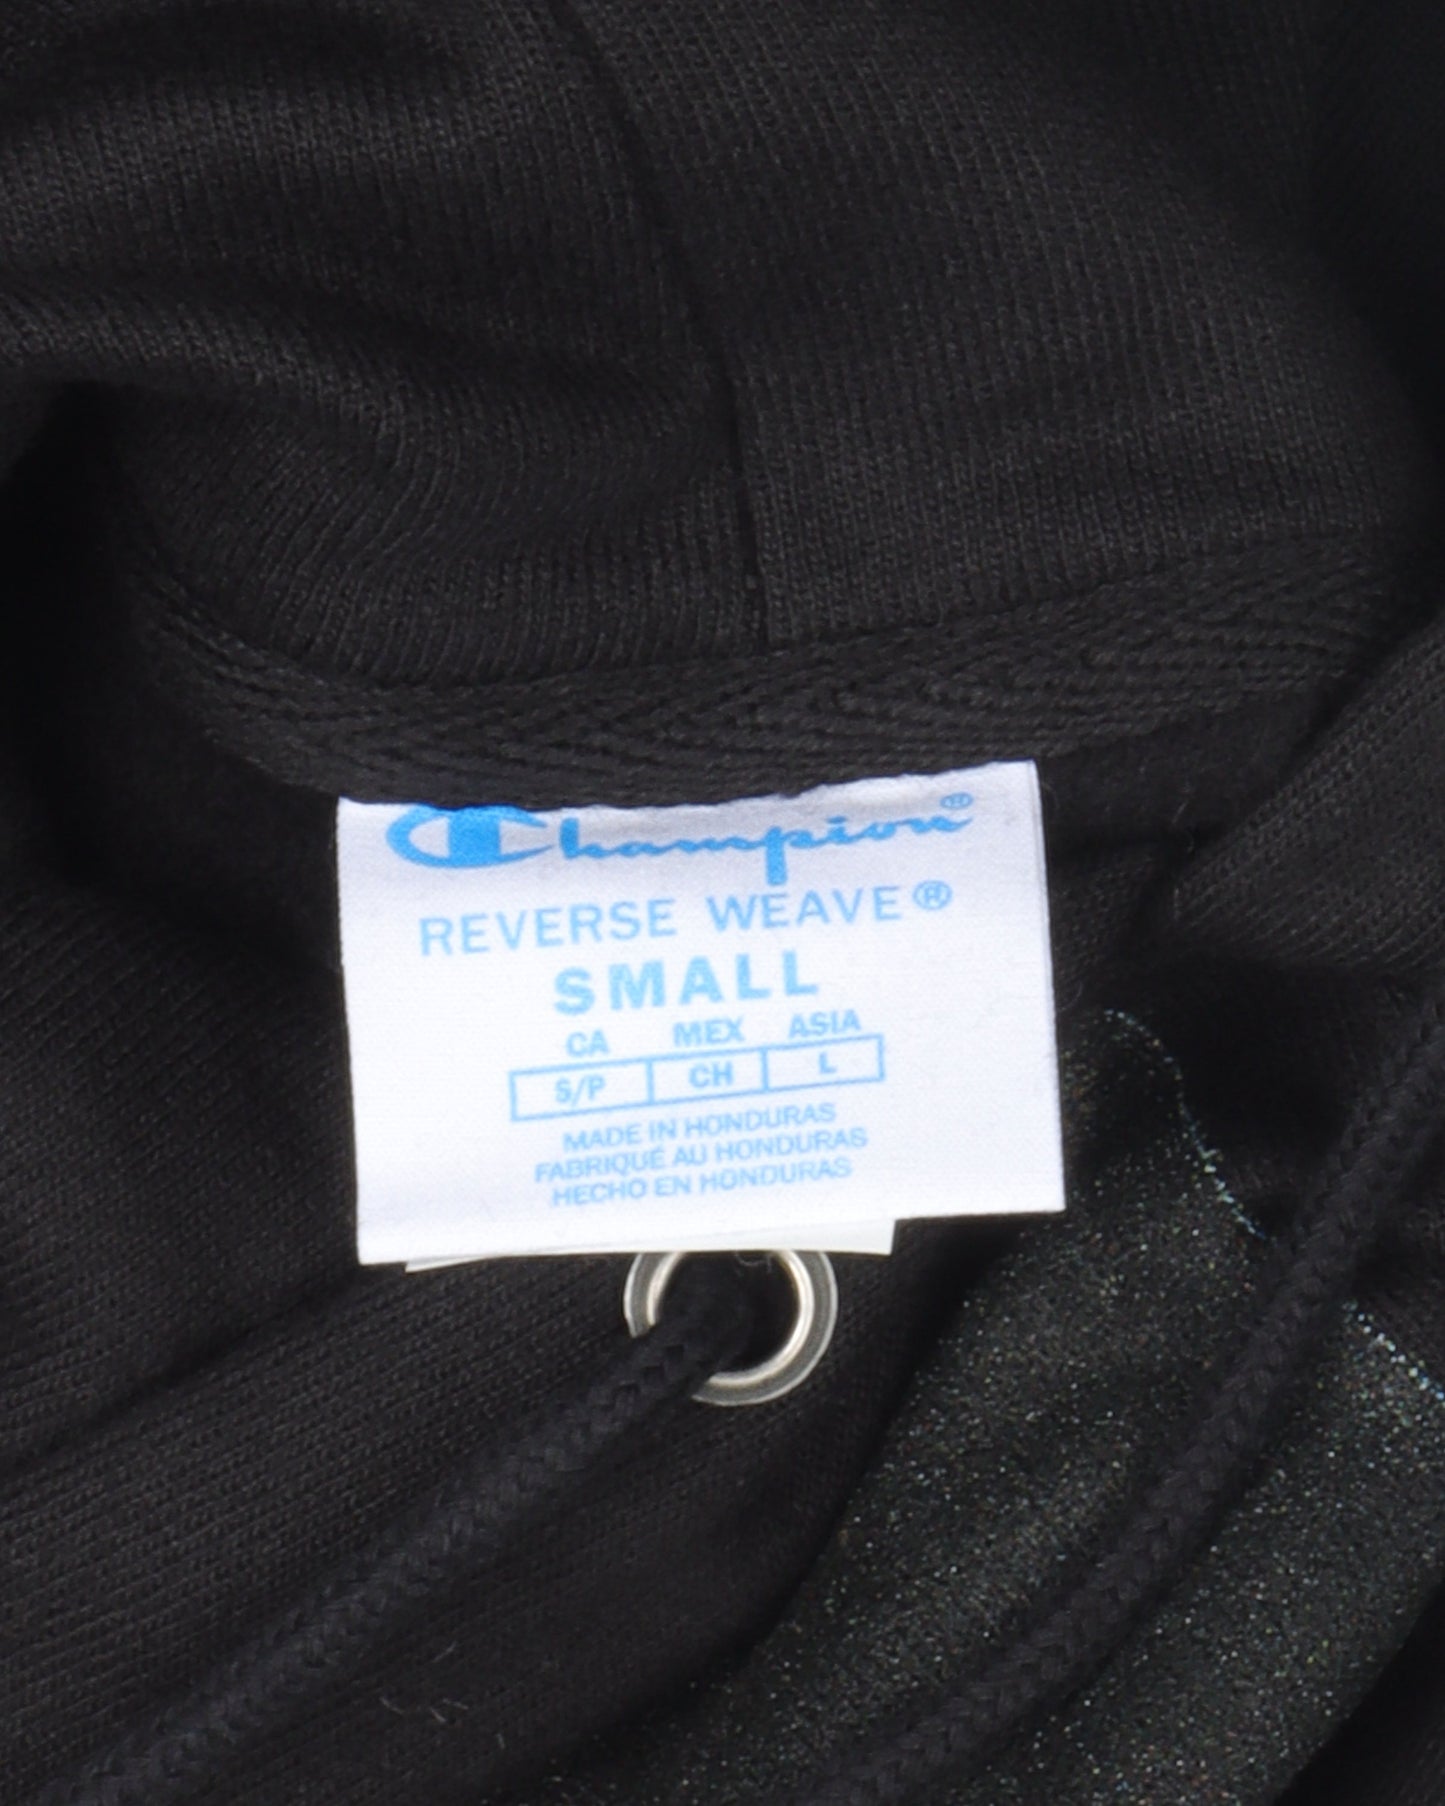 Champion®
REVERSE WEAVE®
SMALL
CA MEX ASIA
S/P CH L
MADE IN HONDURAS
FABRIQUÉ AU HONDURAS
HECHO EN HONDURAS